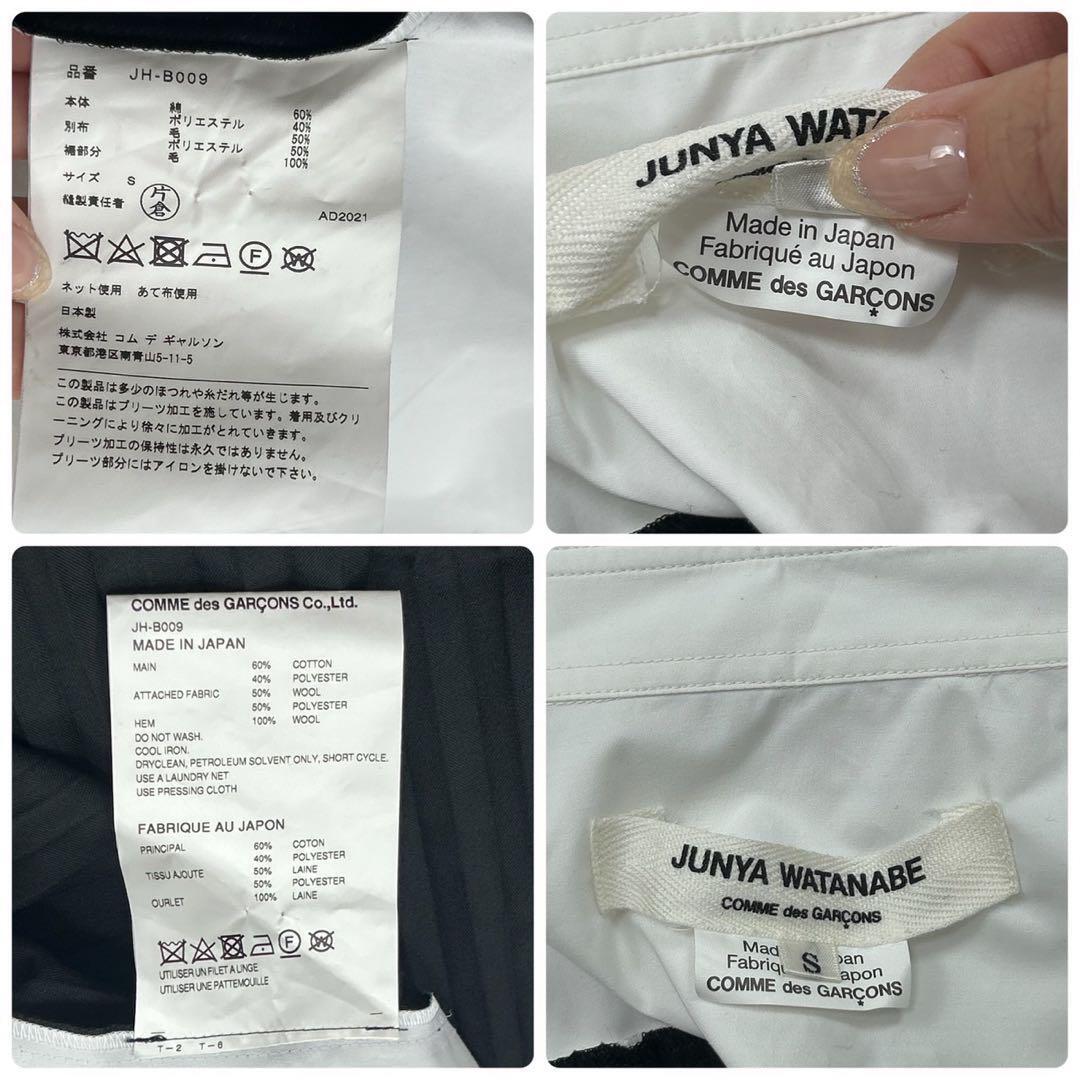 品番 JH-B009
本体 綿 60%
ポリエステル 40%
別布 毛 50%
ポリエステル 50%
裾部分 毛 100%
サイズ S
縫製責任者 片倉
AD2021
ネット使用 あて布使用
日本製
株式会社 コム デ ギャルソン
東京都港区南青山5-11-5
この製品は多少のほつれや糸だれ等が生じます。
この製品はプリーツ加工を施しています。着用及びクリ
ーニングにより徐々に加工がとれていきます。
プリーツ加工の保持性は永久ではありません。
プリーツ部分にはアイロンを掛けないで下さい。
JUNYA WATA
Made in Japan
Fabriqué au Japon
COMME des GARÇONS
COMME des GARÇONS Co.,Ltd.
JH-B009
MADE IN JAPAN
MAIN 60% COTTON
40% POLYESTER
ATTACHED FABRIC 50% WOOL
50% POLYESTER
HEM 100% WOOL
DO NOT WASH.
COOL IRON.
DRYCLEAN, PETROLEUM SOLVENT ONLY, SHORT CYCLE.
USE A LAUNDRY NET
USE PRESSING CLOTH
FABRIQUE AU JAPON
PRINCIPAL 60% COTON
40% POLYESTER
TISSU AJOUTE 50% LAINE
50% POLYESTER
OURLET 100% LAINE
F W
UTILISER UN FILET A LINGE
UTILISER UNE PATTEMOUILLE
T-2 T-6
JUNYA WATANABE
COMME des GARÇONS
Mad pan
S
Fabriq apon
COMME des GARÇONS